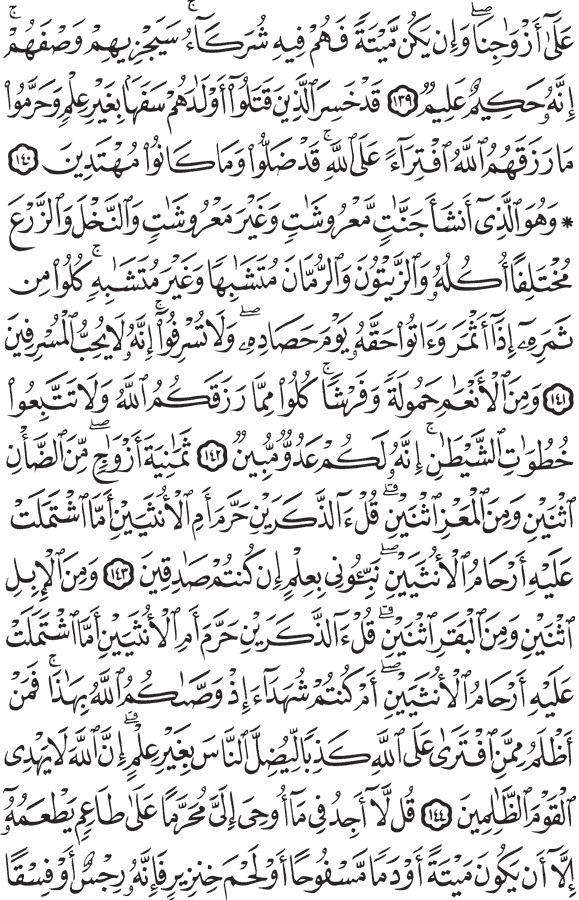 عَلَىٰٓ أَزۡوَٰجِنَاۖ وَإِن يَكُن مَّيۡتَةٗ فَهُمۡ فِيهِ شُرَكَآءُۚ سَيَجۡزِيهِمۡ وَصۡفَهُمۡۚ
إِنَّهُۥ حَكِيمٌ عَلِيمٞ ١٣٩ قَدۡ خَسِرَ ٱلَّذِينَ قَتَلُوٓاْ أَوۡلَٰدَهُمۡ سَفَهَۢا بِغَيۡرِ عِلۡمٖ وَحَرَّمُواْ
مَا رَزَقَهُمُ ٱللَّهُ ٱفۡتِرَآءً عَلَى ٱللَّهِۚ قَدۡ ضَلُّواْ وَمَا كَانُواْ مُهۡتَدِينَ ١٤٠
* وَهُوَ ٱلَّذِيٓ أَنشَأَ جَنَّٰتٖ مَّعۡرُوشَٰتٖ وَغَيۡرَ مَعۡرُوشَٰتٖ وَٱلنَّخۡلَ وَٱلزَّرۡعَ
مُخۡتَلِفًا أُكُلُهُۥ وَٱلزَّيۡتُونَ وَٱلرُّمَّانَ مُتَشَٰبِهٗا وَغَيۡرَ مُتَشَٰبِهٖۚ كُلُواْ مِن
ثَمَرِهِۦٓ إِذَآ أَثۡمَرَ وَءَاتُواْ حَقَّهُۥ يَوۡمَ حَصَادِهِۦۖ وَلَا تُسۡرِفُوٓاْۚ إِنَّهُۥ لَا يُحِبُّ ٱلۡمُسۡرِفِينَ
١٤١ وَمِنَ ٱلۡأَنۡعَٰمِ حَمُولَةٗ وَفَرۡشٗاۚ كُلُواْ مِمَّا رَزَقَكُمُ ٱللَّهُ وَلَا تَتَّبِعُواْ
خُطُوَٰتِ ٱلشَّيۡطَٰنِۚ إِنَّهُۥ لَكُمۡ عَدُوّٞ مُّبِينٞ ١٤٢ ثَمَٰنِيَةَ أَزۡوَٰجٖۖ مِّنَ ٱلضَّأۡنِ
ٱثۡنَيۡنِ وَمِنَ ٱلۡمَعۡزِ ٱثۡنَيۡنِۗ قُلۡ ءَآلذَّكَرَيۡنِ حَرَّمَ أَمِ ٱلۡأُنثَيَيۡنِ أَمَّا ٱشۡتَمَلَتۡ
عَلَيۡهِ أَرۡحَامُ ٱلۡأُنثَيَيۡنِۖ نَبِّـُٔونِي بِعِلۡمٍ إِن كُنتُمۡ صَٰدِقِينَ ١٤٣ وَمِنَ ٱلۡإِبِلِ
ٱثۡنَيۡنِ وَمِنَ ٱلۡبَقَرِ ٱثۡنَيۡنِۗ قُلۡ ءَآلذَّكَرَيۡنِ حَرَّمَ أَمِ ٱلۡأُنثَيَيۡنِ أَمَّا ٱشۡتَمَلَتۡ
عَلَيۡهِ أَرۡحَامُ ٱلۡأُنثَيَيۡنِۖ أَمۡ كُنتُمۡ شُهَدَآءَ إِذۡ وَصَّىٰكُمُ ٱللَّهُ بِهَٰذَاۚ فَمَنۡ
أَظۡلَمُ مِمَّنِ ٱفۡتَرَىٰ عَلَى ٱللَّهِ كَذِبٗا لِّيُضِلَّ ٱلنَّاسَ بِغَيۡرِ عِلۡمٍۚ إِنَّ ٱللَّهَ لَا يَهۡدِي
ٱلۡقَوۡمَ ٱلظَّٰلِمِينَ ١٤٤ قُل لَّآ أَجِدُ فِي مَآ أُوحِيَ إِلَيَّ مُحَرَّمًا عَلَىٰ طَاعِمٖ يَطۡعَمُهُۥٓ
إِلَّآ أَن يَكُونَ مَيۡتَةً أَوۡ دَمٗا مَّسۡفُوحًا أَوۡ لَحۡمَ خِنزِيرٖ فَإِنَّهُۥ رِجۡسٌ أَوۡ فِسۡقًا